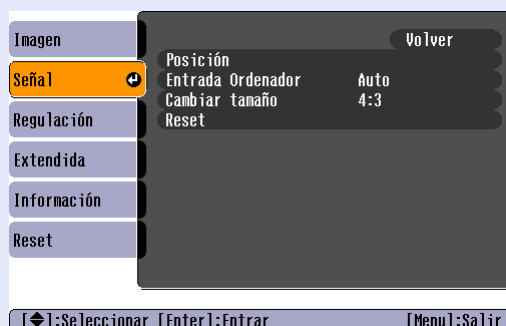 Imagen
Señal
Regulación
Extendida
Información
Reset
Volver
Posición
Entrada Ordenador Auto
Cambiar tamaño 4:3
Reset
[◆]:Seleccionar [Enter]:Entrar [Menu]:Salir